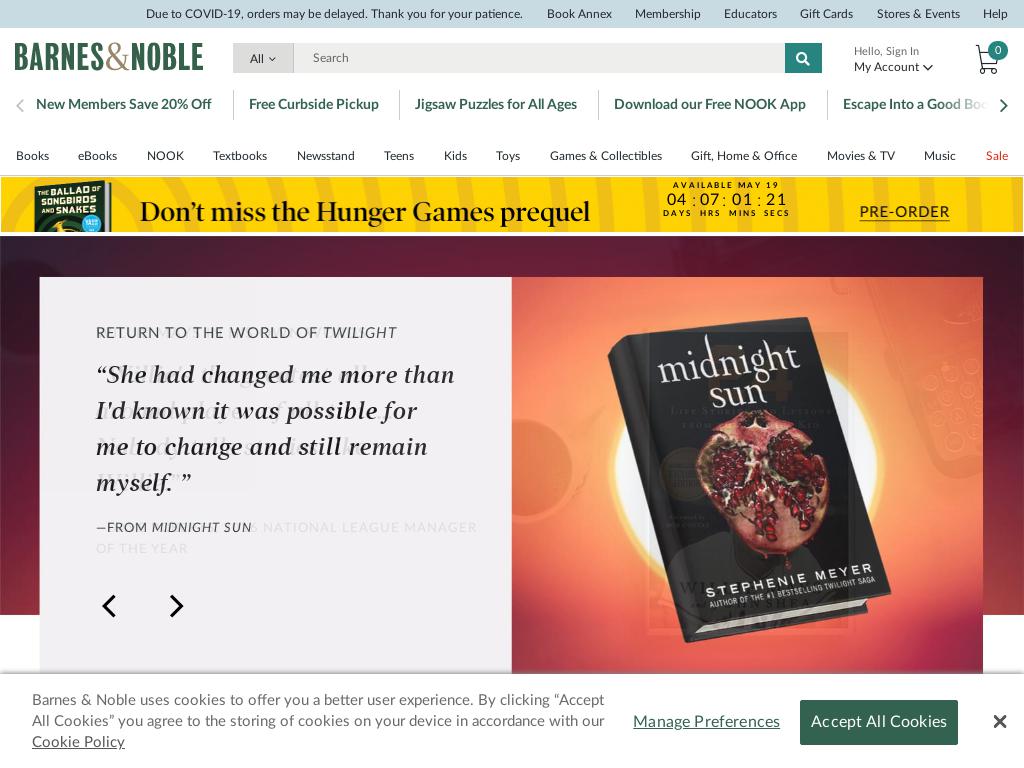 Due to COVID-19, orders may be delayed. Thank you for your patience. Book Annex Membership Educators Gift Cards Stores & Events Help
BARNES&NOBLE
All
Search
Hello, Sign In
My Account
0
New Members Save 20% Off Free Curbside Pickup Jigsaw Puzzles for All Ages Download our Free NOOK App Escape Into a Good
Books eBooks NOOK Textbooks Newsstand Teens Kids Toys Games & Collectibles Gift, Home & Office Movies & TV Music Sale
THE BALLAD OF
SONGBIRDS
AND SNAKES
Don’t miss the Hunger Games prequel
AVAILABLE MAY 19
04 : 07 : 01 : 21
DAYS HRS MINS SECS
PRE-ORDER
RETURN TO THE WORLD OF TWILIGHT
“She had changed me more than
I'd known it was possible for
me to change and still remain
myself. ”
—FROM MIDNIGHT SUN
NATIONAL LEAGUE MANAGER
OF THE YEAR
midnight
sun
STEPHENIE MEYER
AUTHOR OF THE #1 BESTSELLING TWILIGHT SAGA
Barnes & Noble uses cookies to offer you a better user experience. By clicking “Accept
All Cookies” you agree to the storing of cookies on your device in accordance with our
Cookie Policy
Manage Preferences
Accept All Cookies